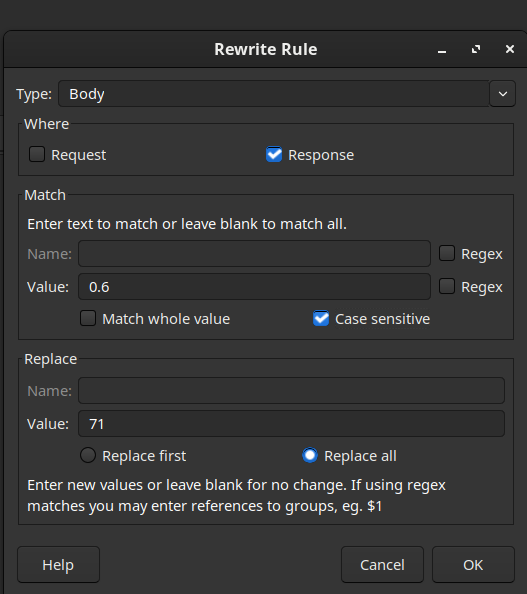 Rewrite Rule
Type: Body
Where
Request Response
Match
Enter text to match or leave blank to match all.
Name: Regex
Value: 0.6 Regex
Match whole value Case sensitive
Replace
Name:
Value: 71
Replace first Replace all
Enter new values or leave blank for no change. If using regex
matches you may enter references to groups, eg. $1
Help Cancel OK